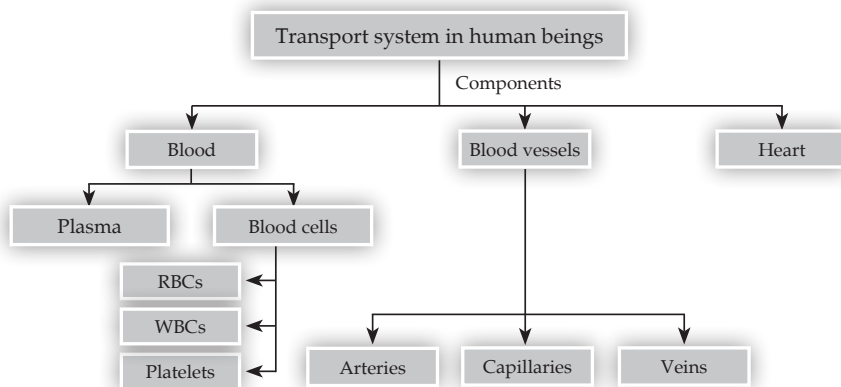 Transport system in human beings
Components
Blood
Blood vessels
Heart
Plasma
Blood cells
RBCs
WBCs
Platelets
Arteries
Capillaries
Veins